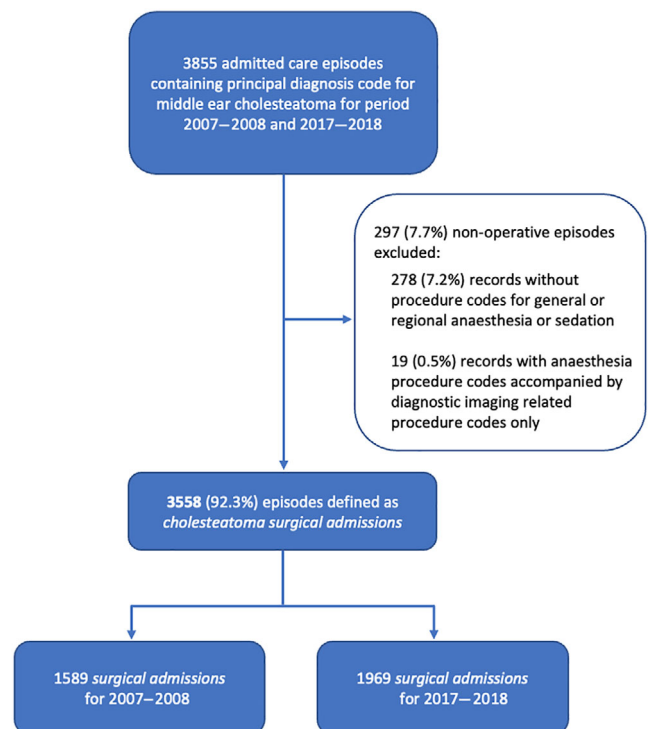 3855 admitted care episodes
containing principal diagnosis code for
middle ear cholesteatoma for period
2007—2008 and 2017—2018
297 (7.7%) non-operative episodes
excluded:
278 (7.2%) records without
procedure codes for general or
regional anaesthesia or sedation
19 (0.5%) records with anaesthesia
procedure codes accompanied by
diagnostic imaging related
procedure codes only
3558 (92.3%) episodes defined as
cholesteatoma surgical admissions
1589 surgical admissions
for 2007—2008
1969 surgical admissions
for 2017—2018